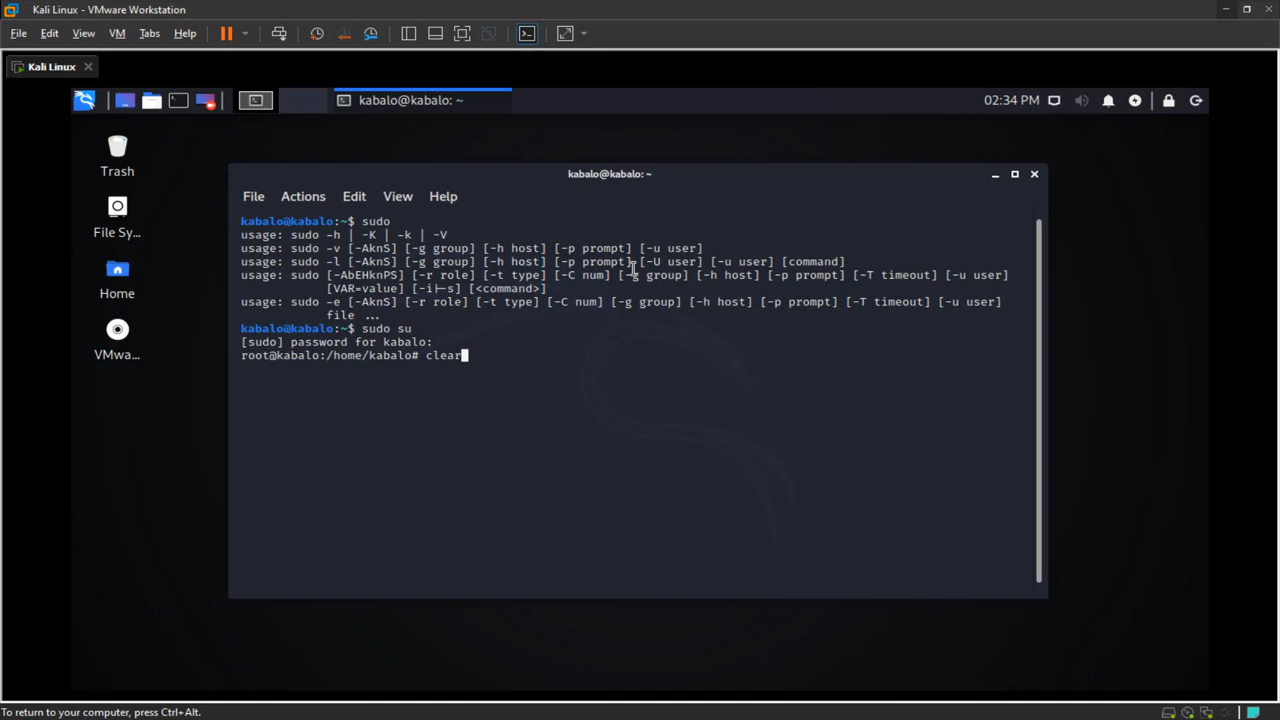 Kali Linux - VMware Workstation
File Edit View VM Tabs Help
Kali Linux
kabalo@kabalo: ~
02:34 PM
Trash
File Sy...
Home
VMwa...
kabalo@kabalo: ~
File Actions Edit View Help
kabalo@kabalo:~$ sudo
usage: sudo -h | -K | -k | -V
usage: sudo -v [-AknS] [-g group] [-h host] [-p prompt] [-u user]
usage: sudo -l [-AknS] [-g group] [-h host] [-p prompt] [-U user] [-u user] [command]
usage: sudo [-AbEHknPS] [-r role] [-t type] [-C num] [-g group] [-h host] [-p prompt] [-T timeout] [-u user]
[VAR=value] [-i|-s] [<command>]
usage: sudo -e [-AknS] [-r role] [-t type] [-C num] [-g group] [-h host] [-p prompt] [-T timeout] [-u user]
file ...
kabalo@kabalo:~$ sudo su
[sudo] password for kabalo:
root@kabalo:/home/kabalo# clear
To return to your computer, press Ctrl+Alt.